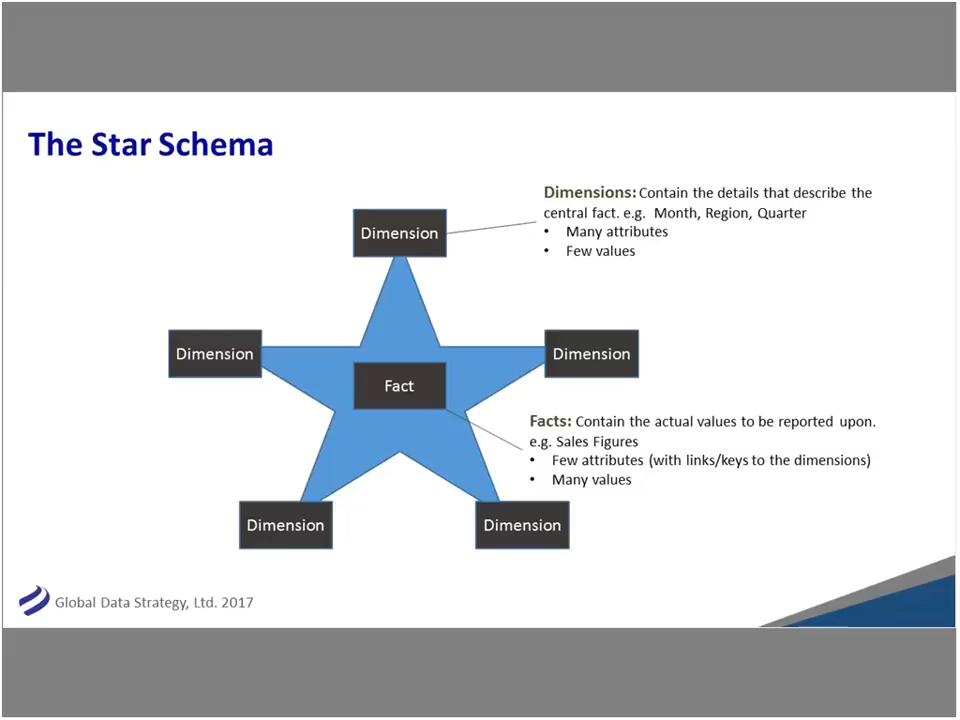 The Star Schema
Dimensions: Contain the details that describe the
central fact. e.g. Month, Region, Quarter
• Many attributes
• Few values
Dimension
Dimension
Dimension
Fact
Facts: Contain the actual values to be reported upon.
e.g. Sales Figures
• Few attributes (with links/keys to the dimensions)
• Many values
Dimension
Dimension
Global Data Strategy, Ltd. 2017